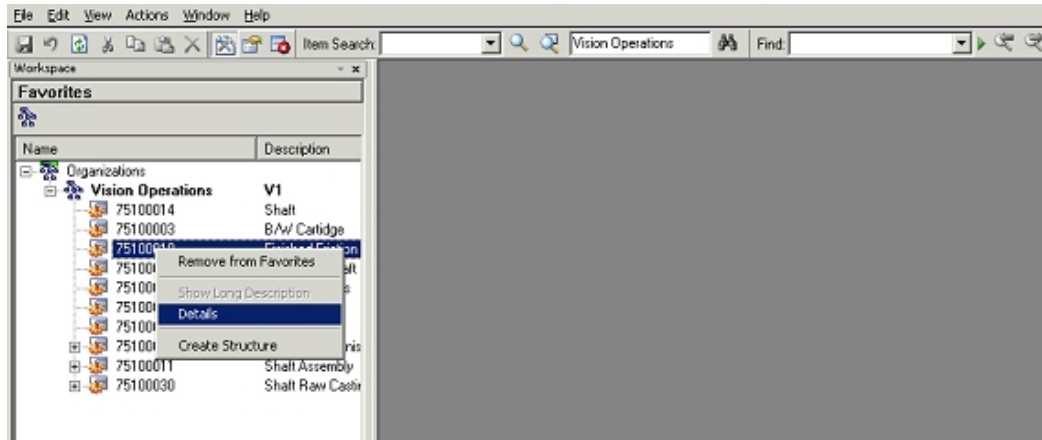 File Edit View Actions Window Help
Item Search: Vision Operations Find:
Workspace
Favorites
Name Description
Organizations
Vision Operations V1
75100014 Shaft
75100003 B/W Cartidge
Finished Friction
Remove from Favorites
Show Long Description
Details
Create Structure
75100011 Shaft Assembly
75100030 Shaft Raw Castin